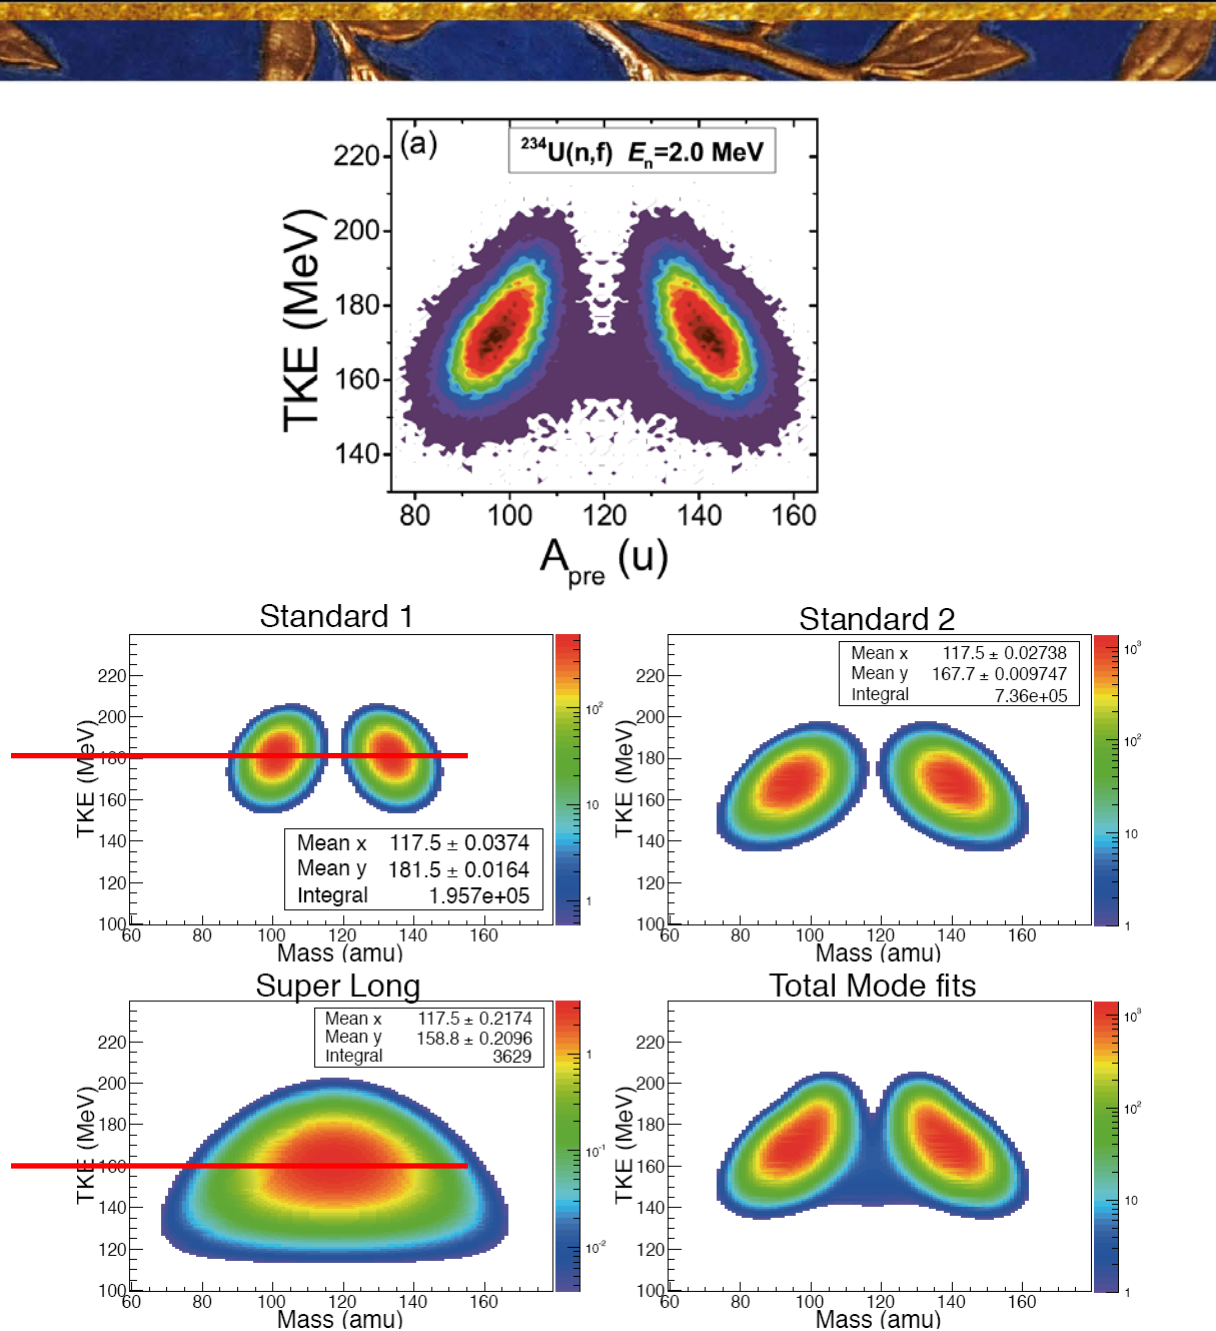 (a)
²³⁴U(n,f) Eₙ=2.0 MeV
TKE (MeV)
220
200
180
160
140
80 100 120 140 160
A_pre (u)
Standard 1
TKE (MeV)
220
200
180
160
140
120
100
60 80 100 120 140 160
Mass (amu)
Mean x 117.5 ± 0.0374
Mean y 181.5 ± 0.0164
Integral 1.957e+05
10²
10
1
Standard 2
TKE (MeV)
220
200
180
160
140
120
100
60 80 100 120 140 160
Mass (amu)
Mean x 117.5 ± 0.02738
Mean y 167.7 ± 0.009747
Integral 7.36e+05
10³
10²
10
1
Super Long
TKE (MeV)
220
200
180
160
140
120
100
60 80 100 120 140 160
Mass (amu)
Mean x 117.5 ± 0.2174
Mean y 158.8 ± 0.2096
Integral 3629
1
10⁻¹
10⁻²
Total Mode fits
TKE (MeV)
220
200
180
160
140
120
100
60 80 100 120 140 160
Mass (amu)
10³
10²
10
1